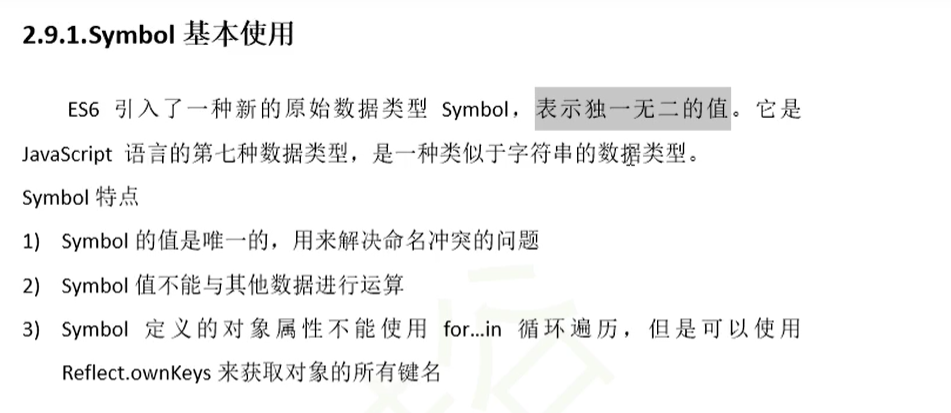 2.9.1.Symbol 基本使用
ES6 引入了一种新的原始数据类型 Symbol，表示独一无二的值。它是
JavaScript 语言的第七种数据类型，是一种类似于字符串的数据类型。
Symbol 特点
1) Symbol 的值是唯一的，用来解决命名冲突的问题
2) Symbol 值不能与其他数据进行运算
3) Symbol 定义的对象属性不能使用 for…in 循环遍历，但是可以使用
Reflect.ownKeys 来获取对象的所有键名